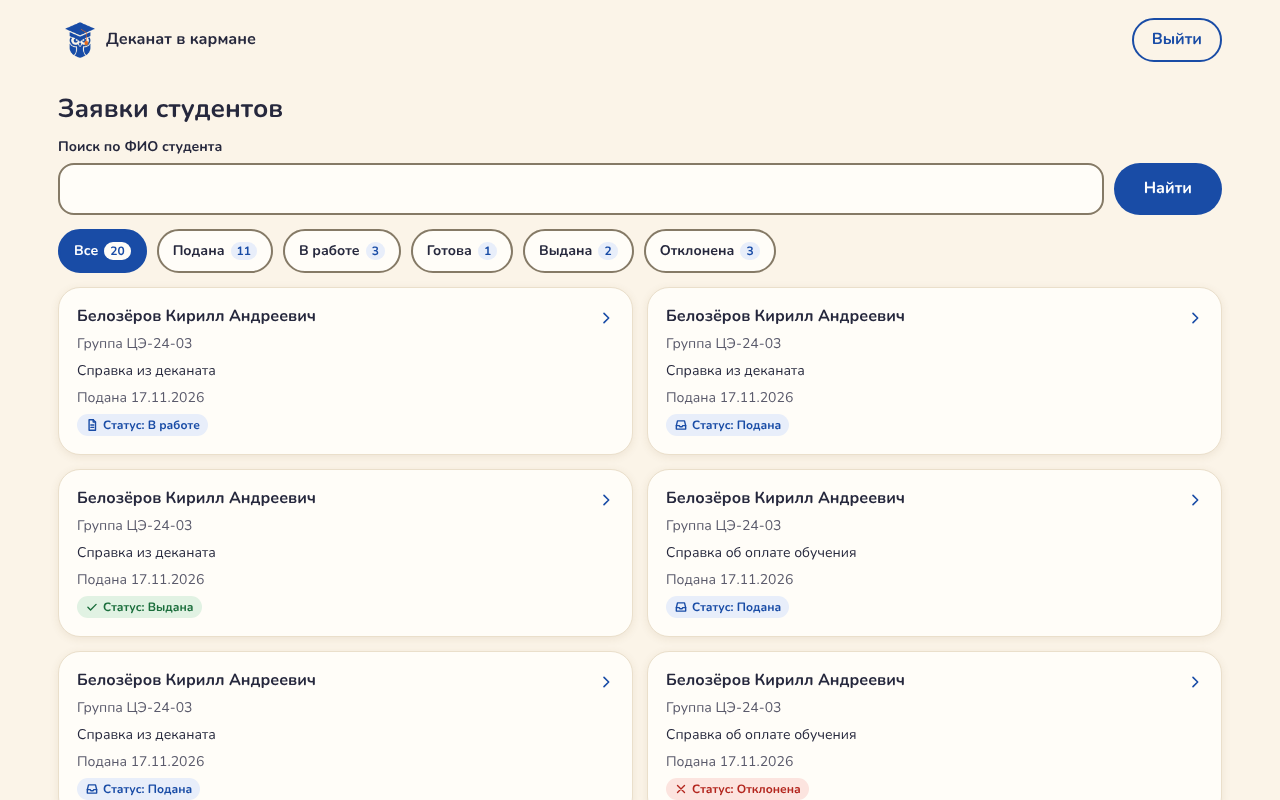 Деканат в кармане
Выйти
Заявки студентов
Поиск по ФИО студента
Найти
Все 20
Подана 11
В работе 3
Готова 1
Выдана 2
Отклонена 3
Белозёров Кирилл Андреевич
Группа ЦЭ-24-03
Справка из деканата
Подана 17.11.2026
Статус: В работе
Белозёров Кирилл Андреевич
Группа ЦЭ-24-03
Справка из деканата
Подана 17.11.2026
Статус: Подана
Белозёров Кирилл Андреевич
Группа ЦЭ-24-03
Справка из деканата
Подана 17.11.2026
Статус: Выдана
Белозёров Кирилл Андреевич
Группа ЦЭ-24-03
Справка об оплате обучения
Подана 17.11.2026
Статус: Подана
Белозёров Кирилл Андреевич
Группа ЦЭ-24-03
Справка из деканата
Подана 17.11.2026
Статус: Подана
Белозёров Кирилл Андреевич
Группа ЦЭ-24-03
Справка об оплате обучения
Подана 17.11.2026
Статус: Отклонена